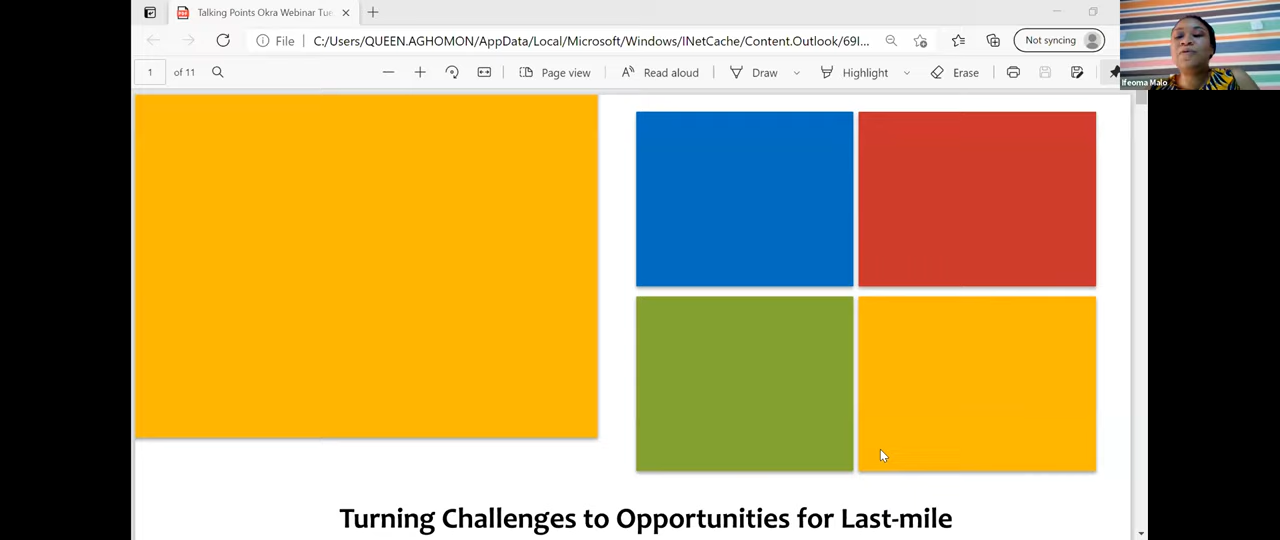 Talking Points Okra Webinar Tue
File
C:/Users/QUEEN.AGHOMON/AppData/Local/Microsoft/Windows/INetCache/Content.Outlook/69I...
Not syncing
1 of 11
Page view
Read aloud
Draw
Highlight
Erase
Ifeoma Malo
Turning Challenges to Opportunities for Last-mile